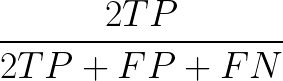 2TP
2TP + FP + FN